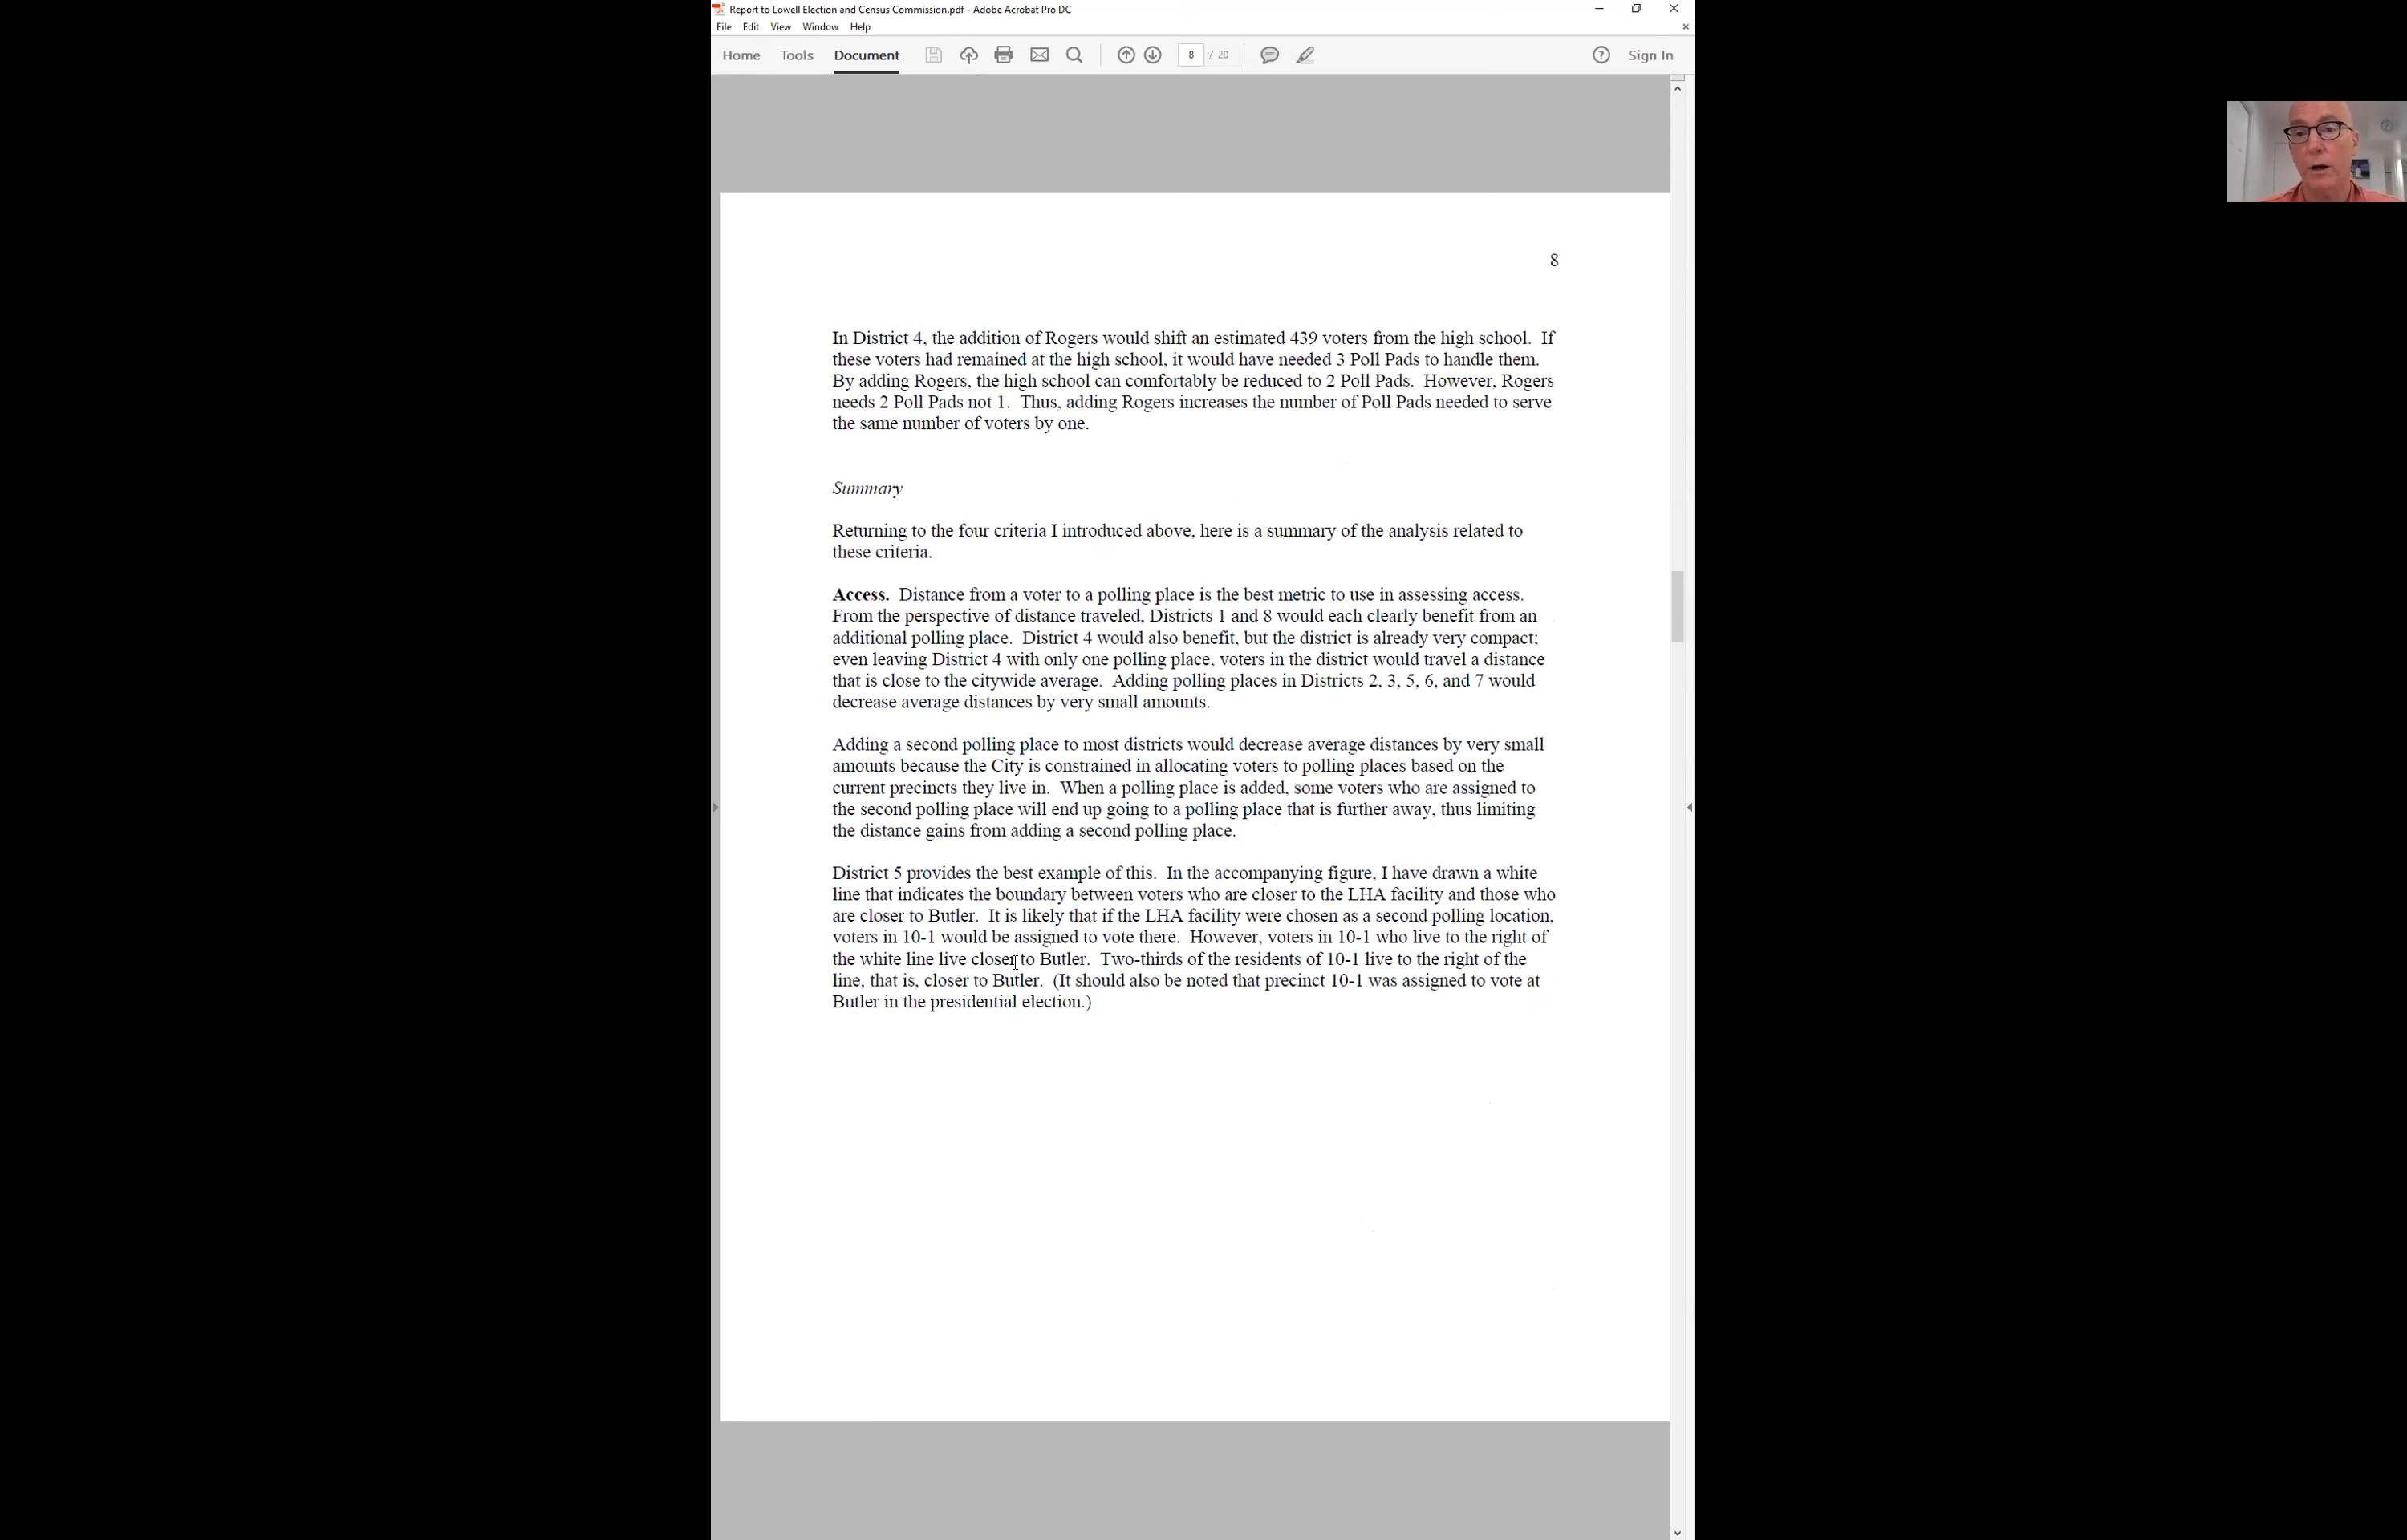 Report to Lowell Election and Census Commission.pdf - Adobe Acrobat Pro DC
File Edit View Window Help
Home Tools Document 8 / 20 Sign In
8
In District 4, the addition of Rogers would shift an estimated 439 voters from the high school. If
these voters had remained at the high school, it would have needed 3 Poll Pads to handle them.
By adding Rogers, the high school can comfortably be reduced to 2 Poll Pads. However, Rogers
needs 2 Poll Pads not 1. Thus, adding Rogers increases the number of Poll Pads needed to serve
the same number of voters by one.
Summary
Returning to the four criteria I introduced above, here is a summary of the analysis related to
these criteria.
Access. Distance from a voter to a polling place is the best metric to use in assessing access.
From the perspective of distance traveled, Districts 1 and 8 would each clearly benefit from an
additional polling place. District 4 would also benefit, but the district is already very compact;
even leaving District 4 with only one polling place, voters in the district would travel a distance
that is close to the citywide average. Adding polling places in Districts 2, 3, 5, 6, and 7 would
decrease average distances by very small amounts.
Adding a second polling place to most districts would decrease average distances by very small
amounts because the City is constrained in allocating voters to polling places based on the
current precincts they live in. When a polling place is added, some voters who are assigned to
the second polling place will end up going to a polling place that is further away, thus limiting
the distance gains from adding a second polling place.
District 5 provides the best example of this. In the accompanying figure, I have drawn a white
line that indicates the boundary between voters who are closer to the LHA facility and those who
are closer to Butler. It is likely that if the LHA facility were chosen as a second polling location,
voters in 10-1 would be assigned to vote there. However, voters in 10-1 who live to the right of
the white line live closer to Butler. Two-thirds of the residents of 10-1 live to the right of the
line, that is, closer to Butler. (It should also be noted that precinct 10-1 was assigned to vote at
Butler in the presidential election.)